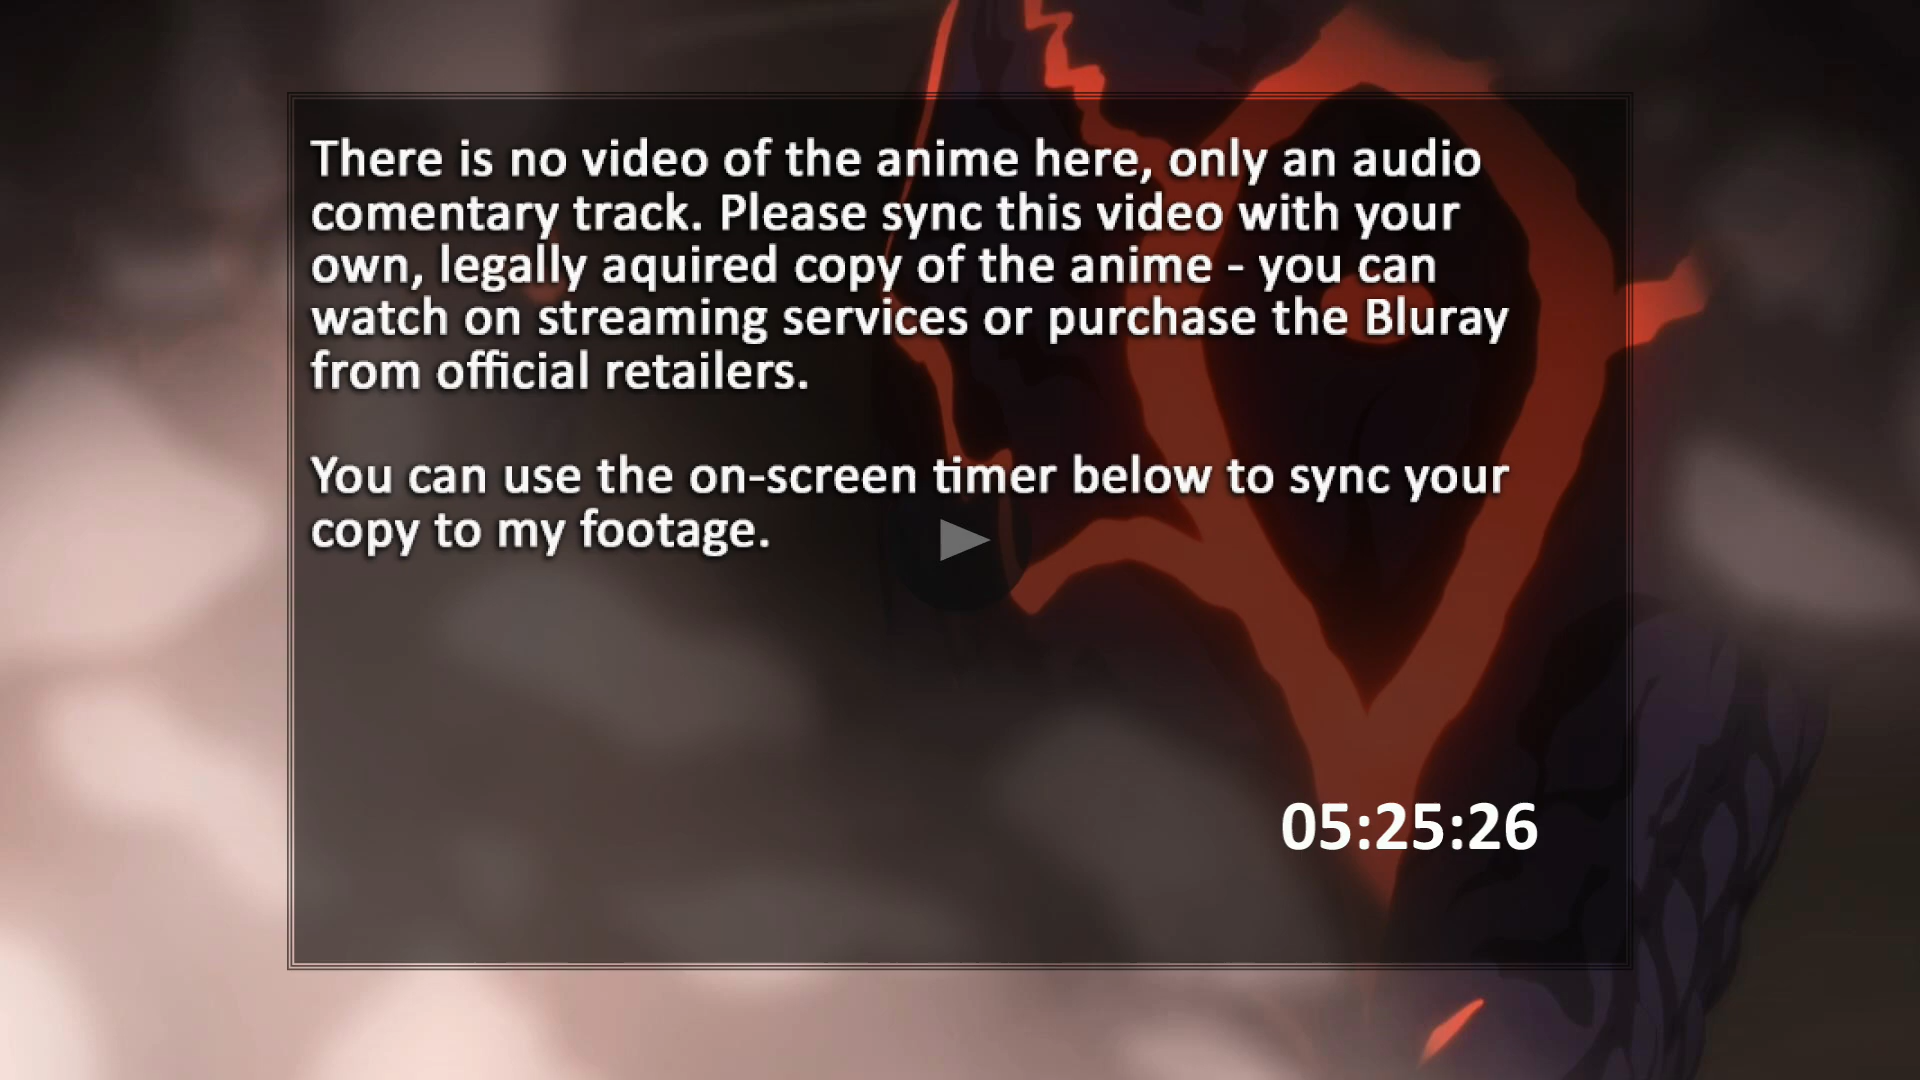 There is no video of the anime here, only an audio
comentary track. Please sync this video with your
own, legally aquired copy of the anime - you can
watch on streaming services or purchase the Bluray
from official retailers.
You can use the on-screen timer below to sync your
copy to my footage.
05:25:26